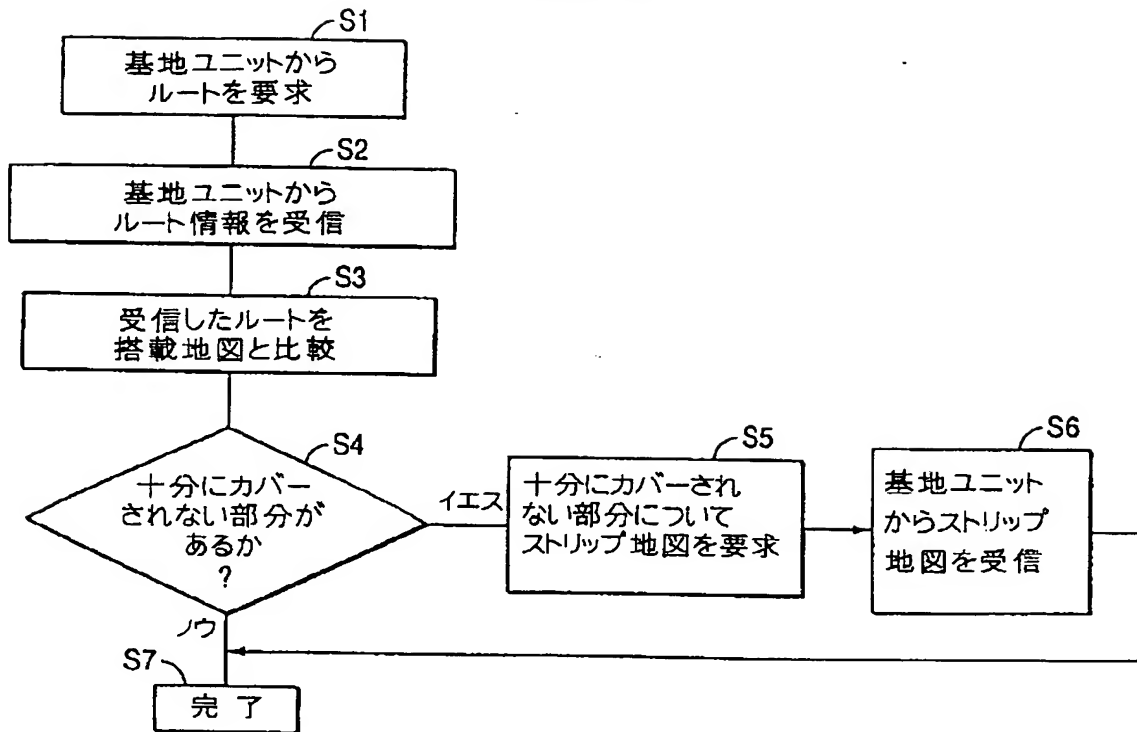 S1
基地ユニットから
ルートを要求
S2
基地ユニットから
ルート情報を受信
S3
受信したルートを
搭載地図と比較
S4
十分にカバー
されない部分が
あるか
?
イエス
S5
十分にカバーされ
ない部分について
ストリップ地図を要求
S6
基地ユニット
からストリップ
地図を受信
ノウ
S7
完了